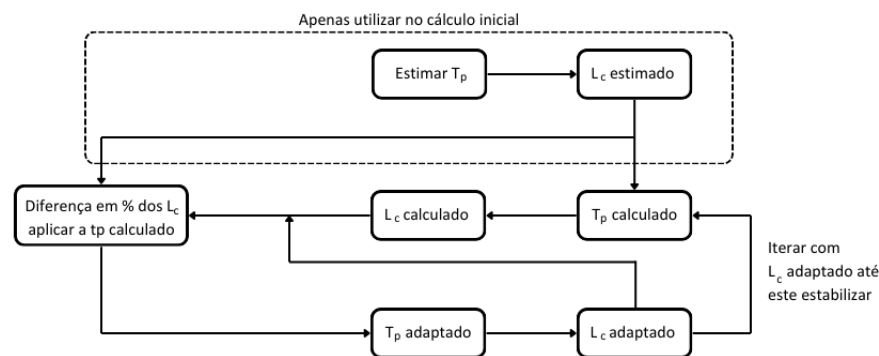 Apenas utilizar no cálculo inicial
Estimar Tp
Lc estimado
Diferença em % dos Lc
aplicar a tp calculado
Lc calculado
Tp calculado
Iterar com
Lc adaptado até
este estabilizar
Tp adaptado
Lc adaptado